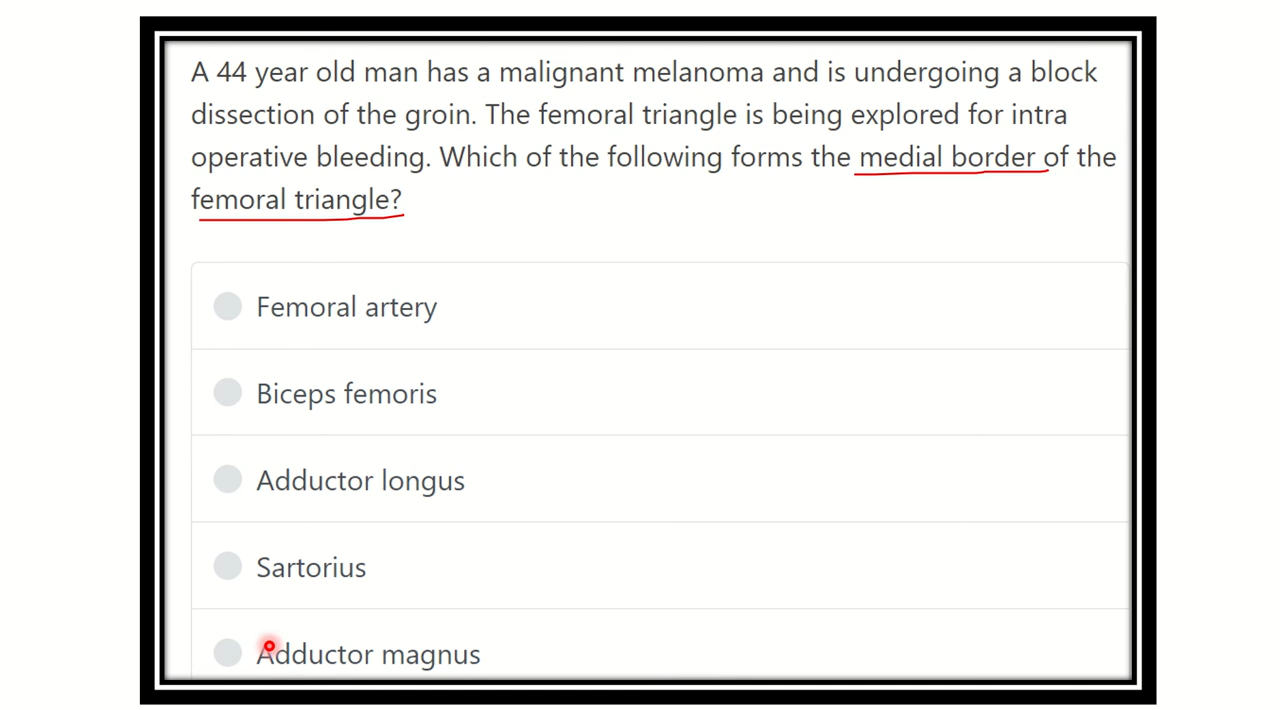 A 44 year old man has a malignant melanoma and is undergoing a block
dissection of the groin. The femoral triangle is being explored for intra
operative bleeding. Which of the following forms the medial border of the
femoral triangle?
Femoral artery
Biceps femoris
Adductor longus
Sartorius
Adductor magnus